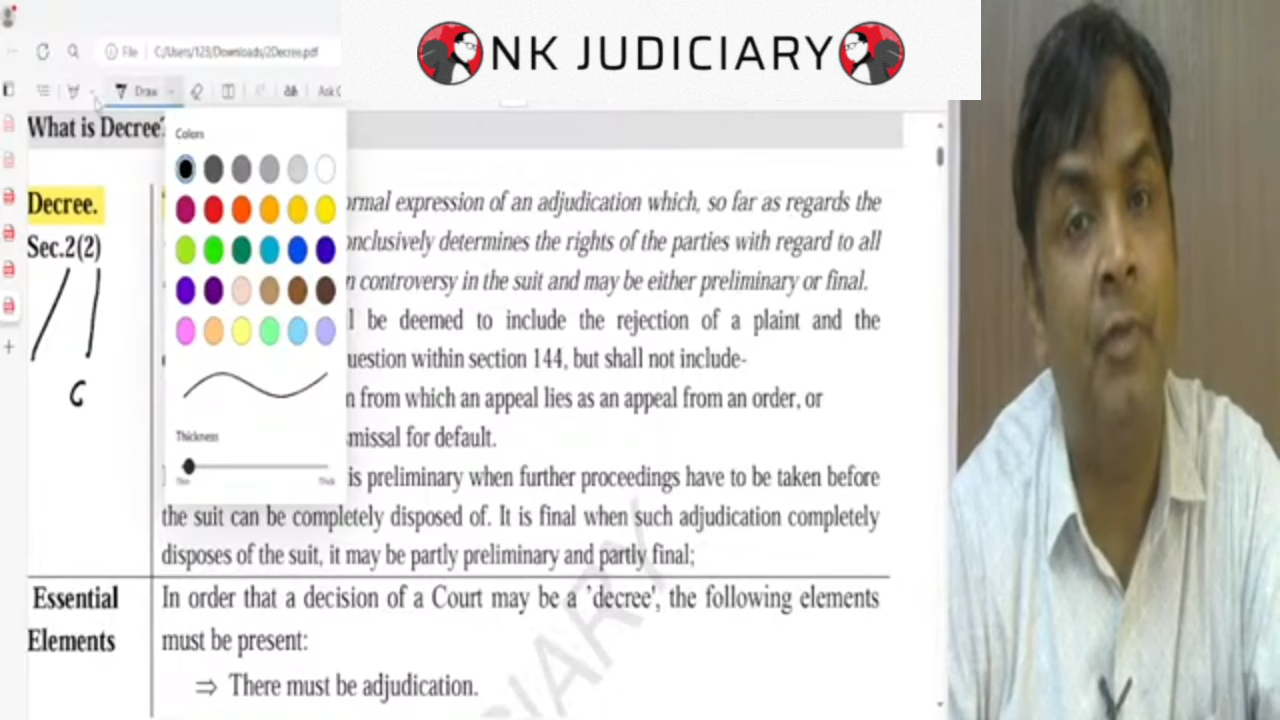 NK JUDICIARY
File C:/Users/123/Downloads/2Decree.pdf
Draw
Ask C
What is Decree?
Colors
Decree.
Sec.2(2)
ormal expression of an adjudication which, so far as regards the
onclusively determines the rights of the parties with regard to all
n controversy in the suit and may be either preliminary or final.
l be deemed to include the rejection of a plaint and the
uestion within section 144, but shall not include-
n from which an appeal lies as an appeal from an order, or
missal for default.
Thickness
Thin Thick
is preliminary when further proceedings have to be taken before
the suit can be completely disposed of. It is final when such adjudication completely
disposes of the suit, it may be partly preliminary and partly final;
Essential
Elements
In order that a decision of a Court may be a 'decree', the following elements
must be present:
⇒ There must be adjudication.